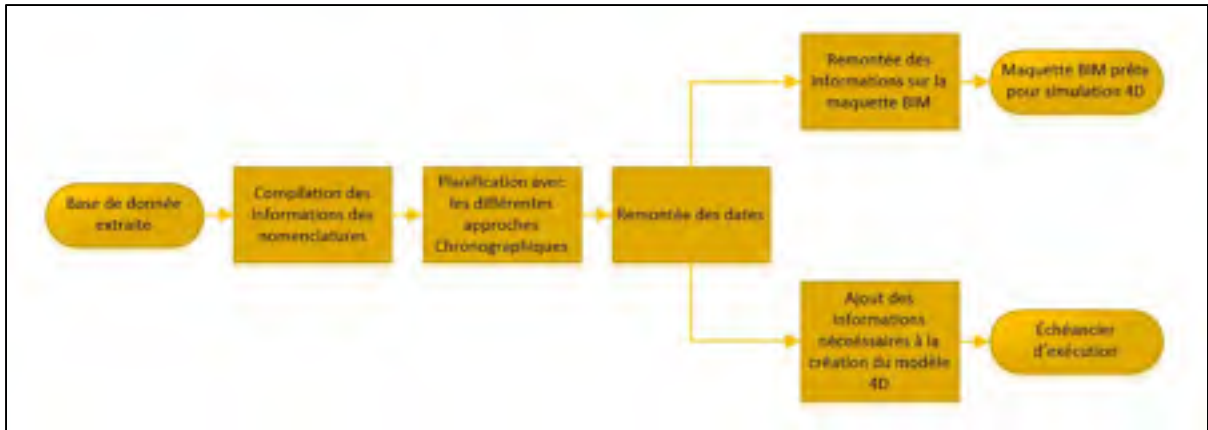 Base de donnée
extraite
Compilation des
informations des
nomenclatures
Planification avec
les différentes
approches
Chronographiques
Remontée des dates
Remontée des
informations sur la
maquette BIM
Maquette BIM prête
pour simulation 4D
Ajout des
informations
nécéssaires à la
création du modèle
4D
Échéancier
d'exécution